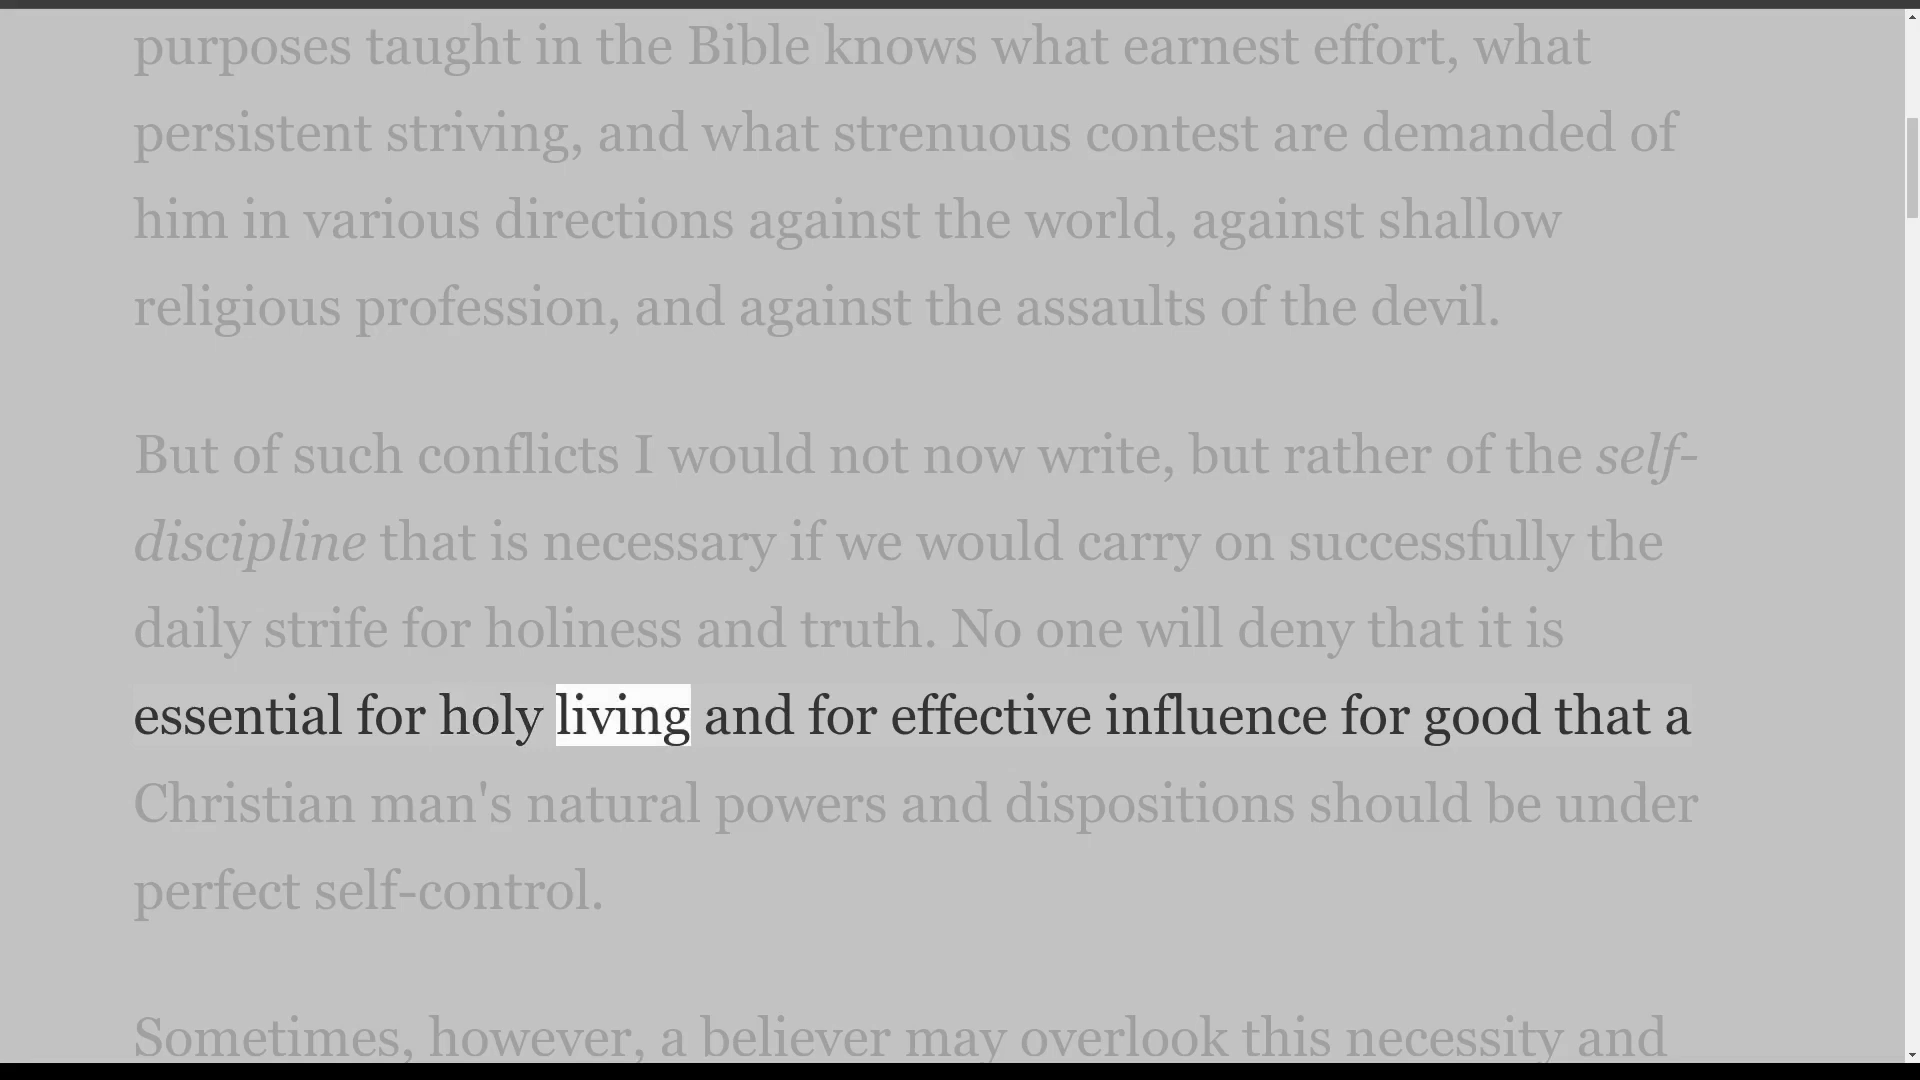 purposes taught in the Bible knows what earnest effort, what
persistent striving, and what strenuous contest are demanded of
him in various directions against the world, against shallow
religious profession, and against the assaults of the devil.
But of such conflicts I would not now write, but rather of the self-
discipline that is necessary if we would carry on successfully the
daily strife for holiness and truth. No one will deny that it is
essential for holy living and for effective influence for good that a
Christian man's natural powers and dispositions should be under
perfect self-control.
Sometimes, however, a believer may overlook this necessity and